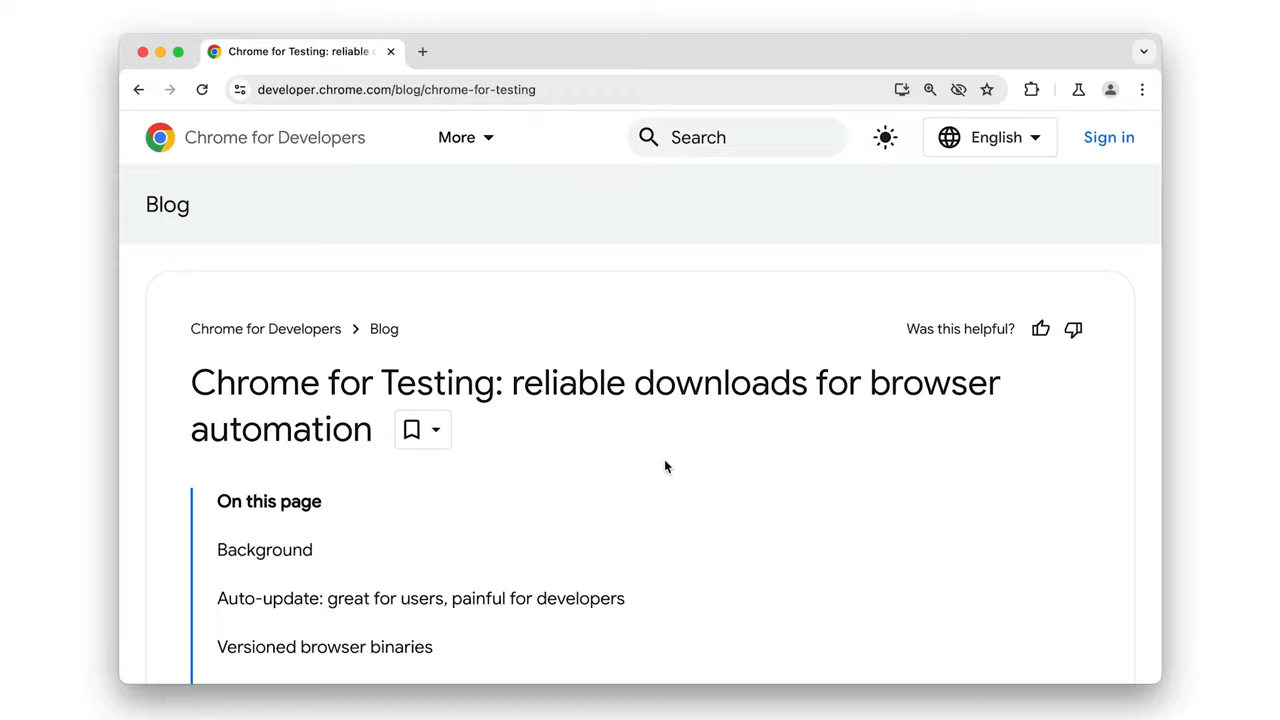 Chrome for Testing: reliable
developer.chrome.com/blog/chrome-for-testing
Chrome for Developers
More
Search
English
Sign in
Blog
Chrome for Developers
Blog
Was this helpful?
Chrome for Testing: reliable downloads for browser
automation
On this page
Background
Auto-update: great for users, painful for developers
Versioned browser binaries